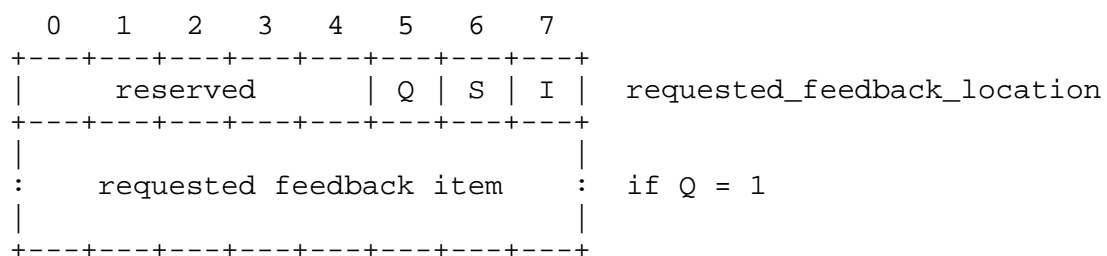 0   1   2   3   4   5   6   7
+---+---+---+---+---+---+---+---+
|     reserved      | Q | S | I |  requested_feedback_location
+---+---+---+---+---+---+---+---+
|                               |
:    requested feedback item    :  if Q = 1
|                               |
+---+---+---+---+---+---+---+---+